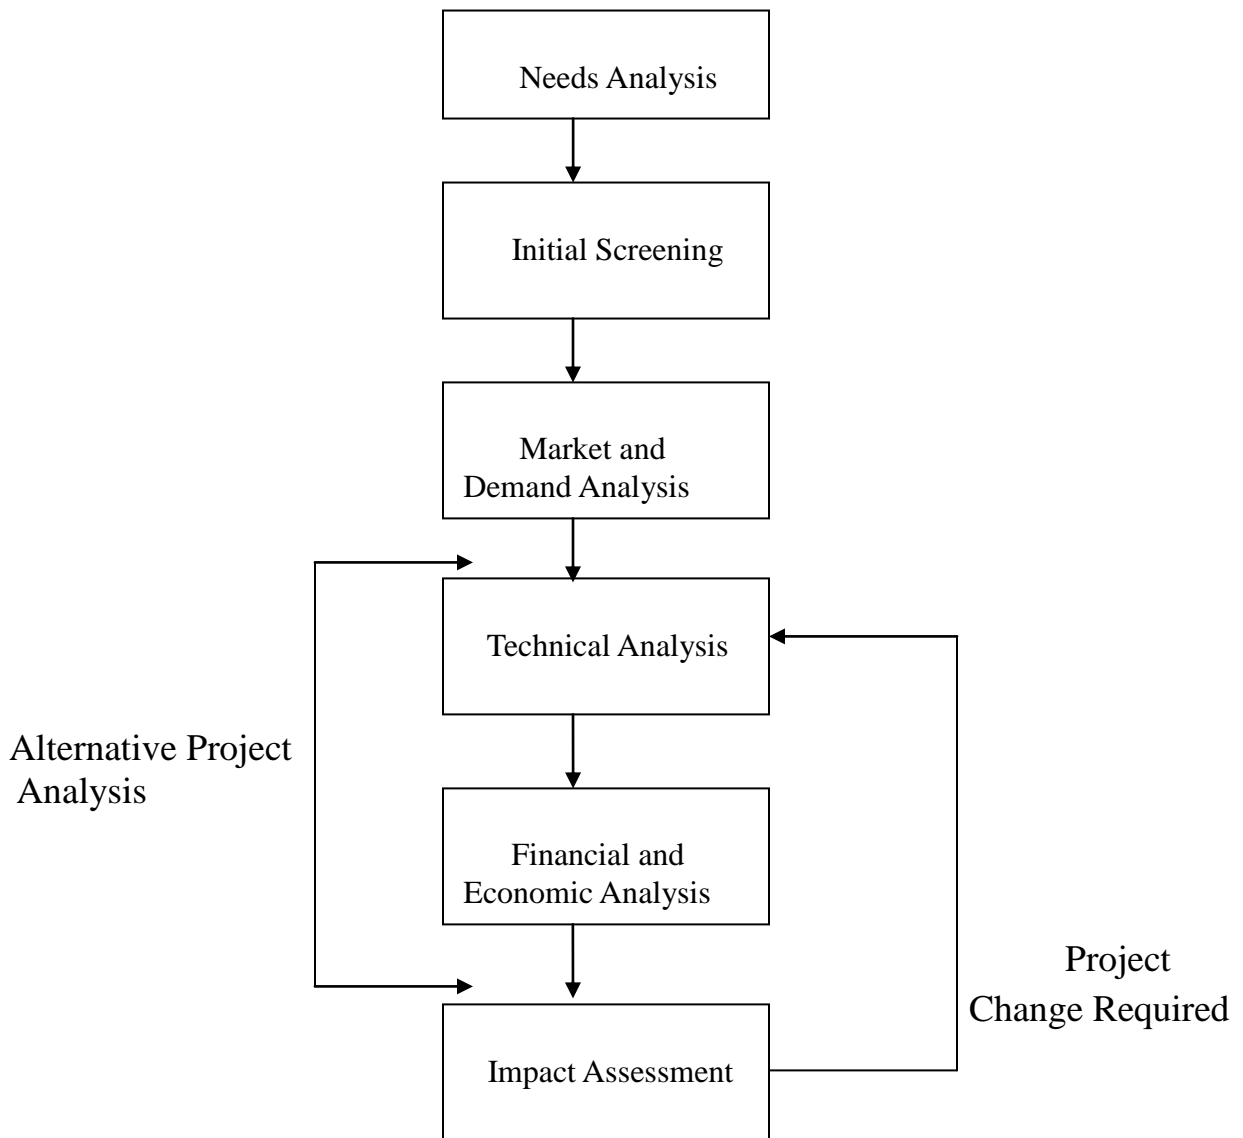 Needs Analysis
Initial Screening
Market and
Demand Analysis
Technical Analysis
Alternative Project
Analysis
Financial and
Economic Analysis
Project
Change Required
Impact Assessment